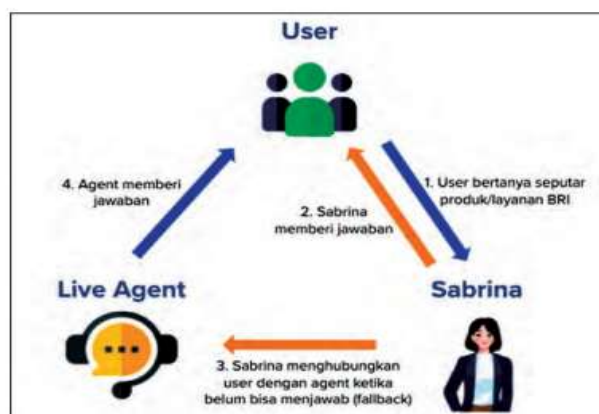 User
1. User bertanya seputar
produk/layanan BRI
2. Sabrina
memberi jawaban
4. Agent memberi
jawaban
Live Agent
Sabrina
3. Sabrina menghubungkan
user dengan agent ketika
belum bisa menjawab (fallback)